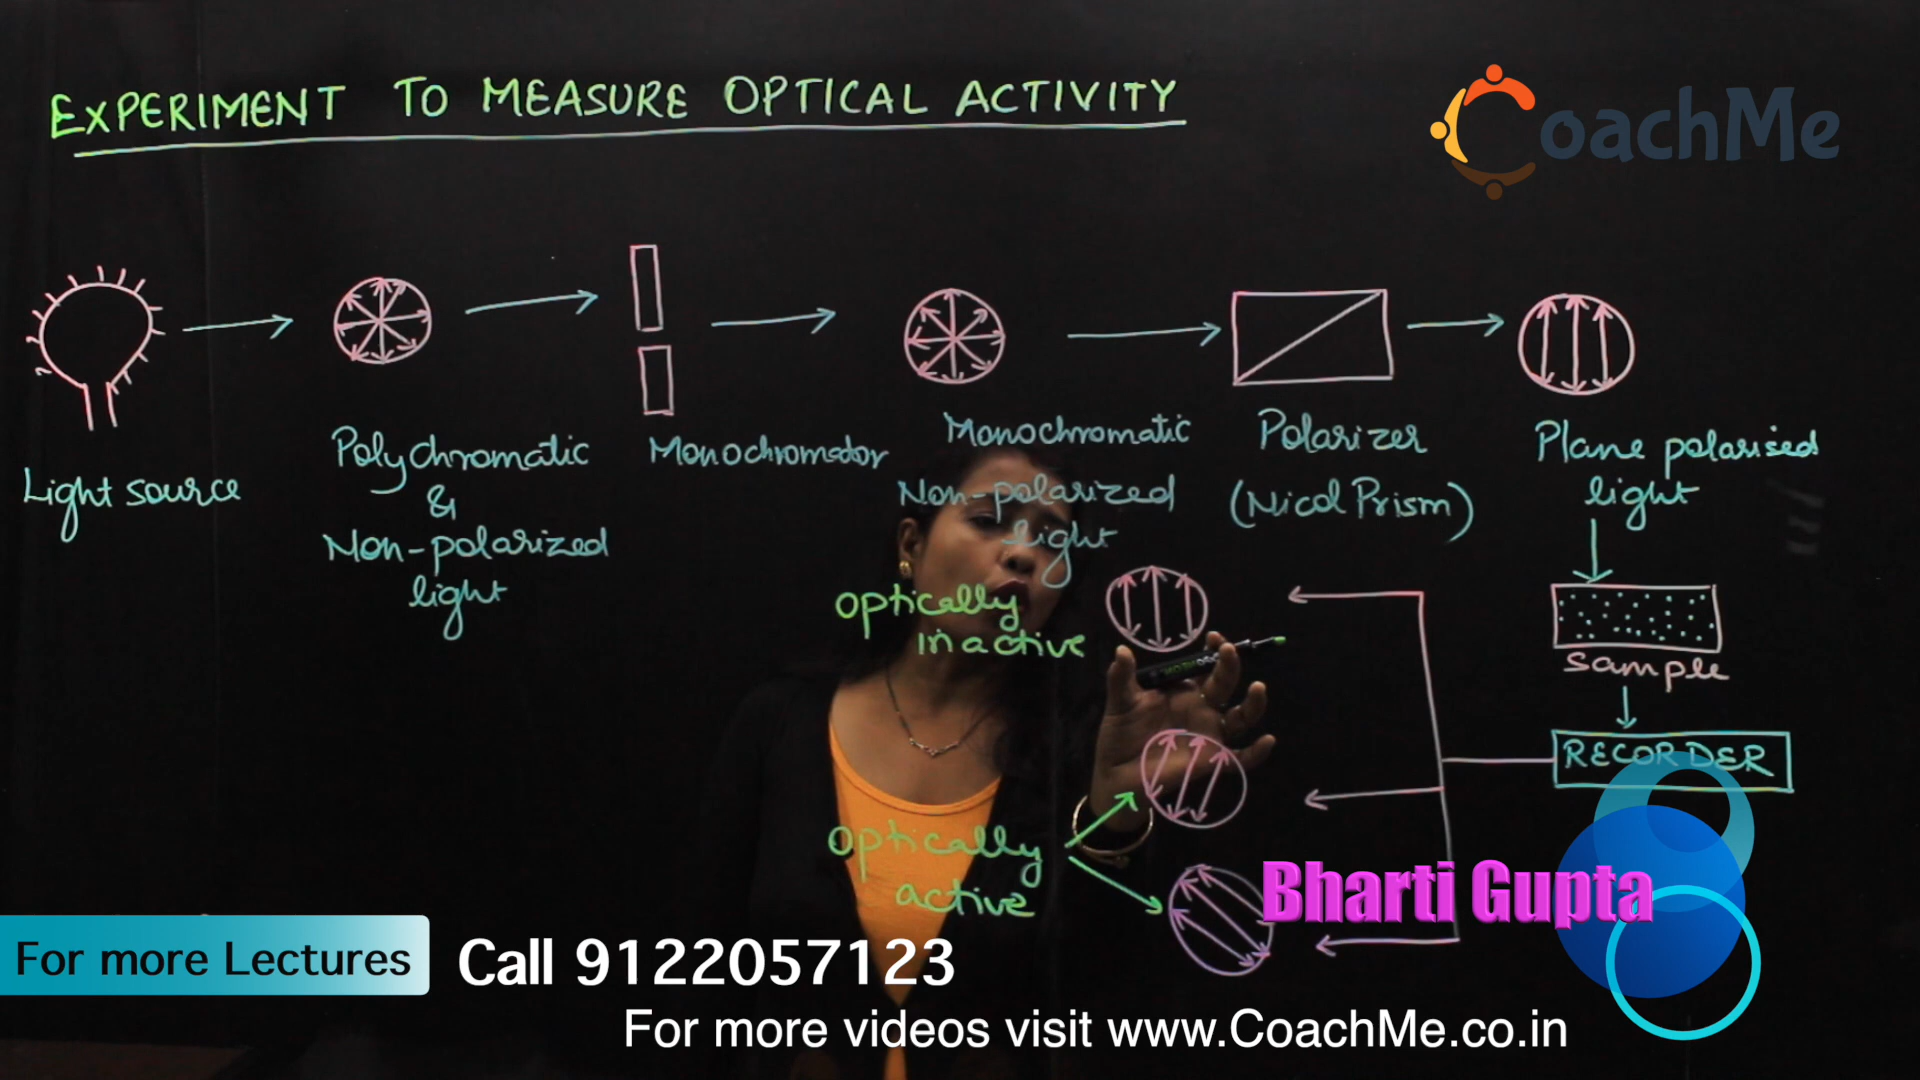 EXPERIMENT TO MEASURE OPTICAL ACTIVITY
CoachMe
Light source
Polychromatic
&
Non-polarized
light
Monochromator
Monochromatic
Non-polarized
light
Polarizer
(Nicol Prism)
Plane polarised
light
Sample
RECORDER
Optically
inactive
Optically
active
Bharti Gupta
For more Lectures
Call 9122057123
For more videos visit www.CoachMe.co.in